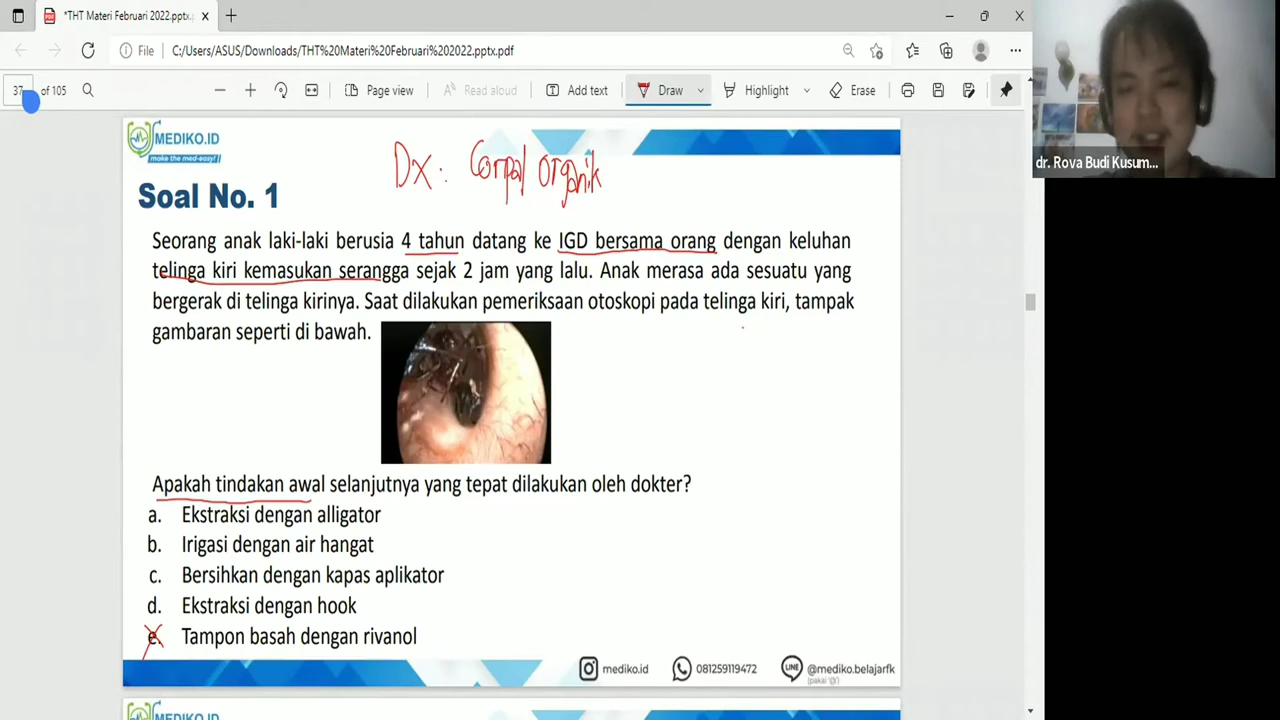 *THT Materi Februari 2022.pptx.
File
C:/Users/ASUS/Downloads/THT%20Materi%20Februari%202022.pptx.pdf
37 of 105
Page view
Read aloud
Add text
Draw
Highlight
Erase
dr. Rova Budi Kusum...
MEDIKO.ID
make the med-easy!
Dx: Corpal organik
Soal No. 1
Seorang anak laki-laki berusia 4 tahun datang ke IGD bersama orang dengan keluhan
telinga kiri kemasukan serangga sejak 2 jam yang lalu. Anak merasa ada sesuatu yang
bergerak di telinga kirinya. Saat dilakukan pemeriksaan otoskopi pada telinga kiri, tampak
gambaran seperti di bawah.
Apakah tindakan awal selanjutnya yang tepat dilakukan oleh dokter?
a. Ekstraksi dengan alligator
b. Irigasi dengan air hangat
c. Bersihkan dengan kapas aplikator
d. Ekstraksi dengan hook
e. Tampon basah dengan rivanol
mediko.id
081259119472
LINE
@mediko.belajarfk
(pakai '@')
MEDIKO.ID